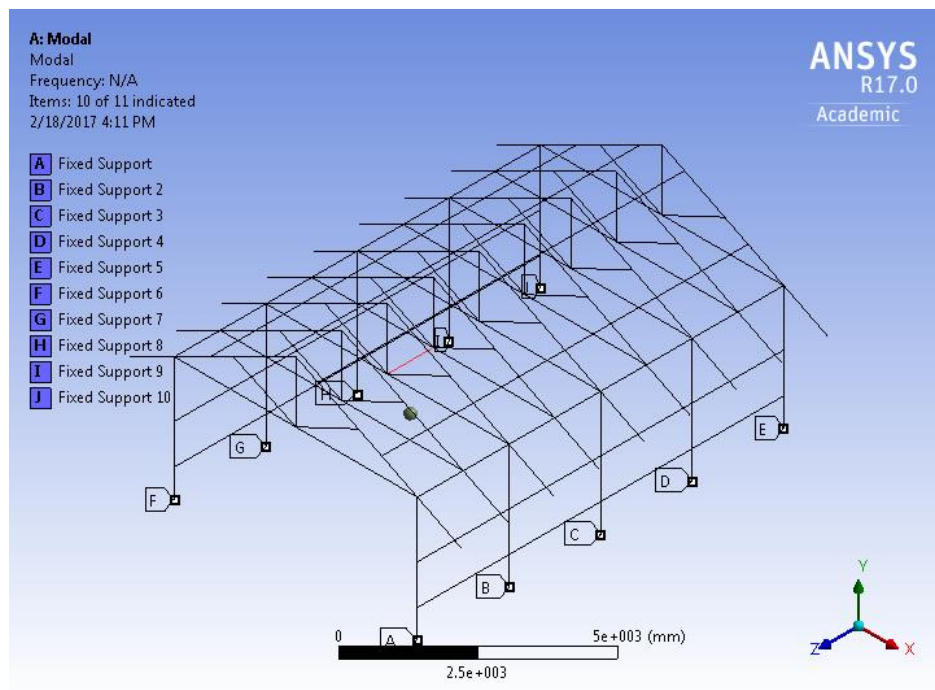 A: Modal
Modal
Frequency: N/A
Items: 10 of 11 indicated
2/18/2017 4:11 PM
A Fixed Support
B Fixed Support 2
C Fixed Support 3
D Fixed Support 4
E Fixed Support 5
F Fixed Support 6
G Fixed Support 7
H Fixed Support 8
I Fixed Support 9
J Fixed Support 10
ANSYS
R17.0
Academic
H
G
F
E
D
C
B
A
0
5e+003 (mm)
2.5e+003
Y
Z
X